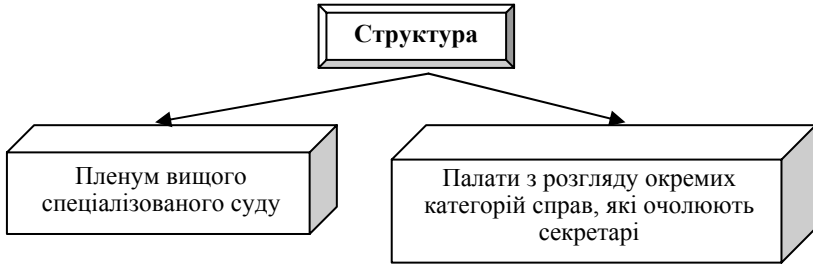 Структура
Пленум вищого
спеціалізованого суду
Палати з розгляду окремих
категорій справ, які очолюють
секретарі